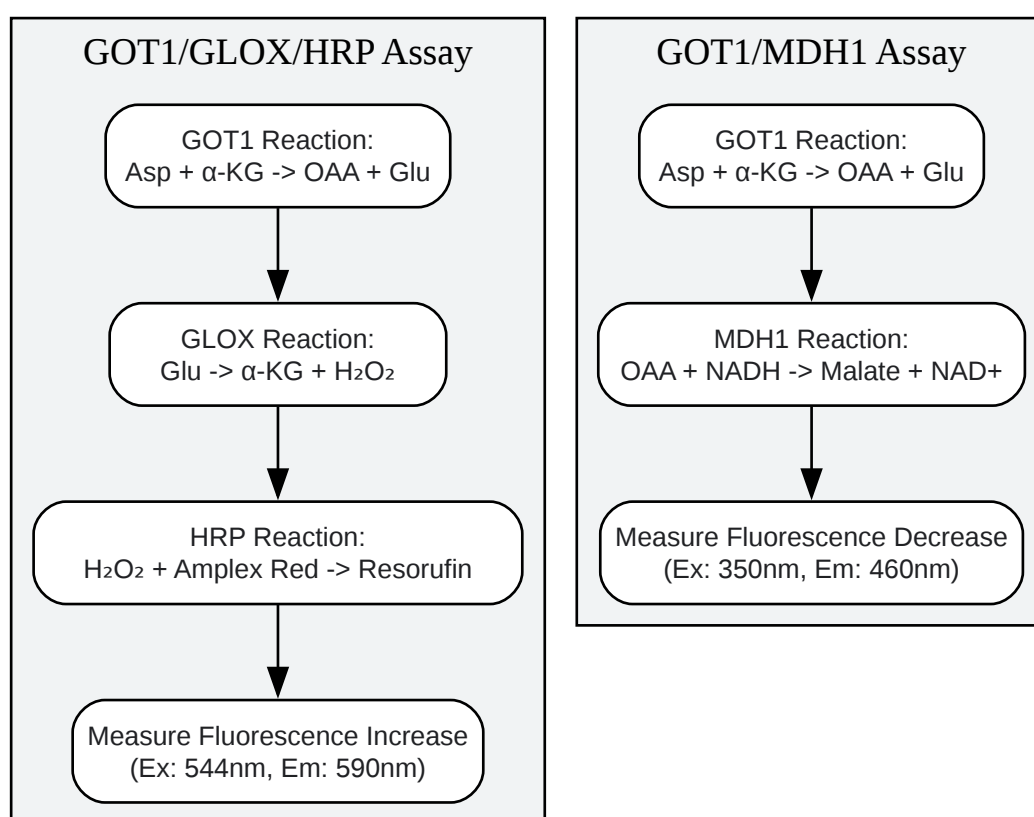 GOT1/GLOX/HRP Assay
GOT1 Reaction:
Asp + α-KG -> OAA + Glu
GLOX Reaction:
Glu -> α-KG + H₂O₂
HRP Reaction:
H₂O₂ + Amplex Red -> Resorufin
Measure Fluorescence Increase
(Ex: 544nm, Em: 590nm)
GOT1/MDH1 Assay
GOT1 Reaction:
Asp + α-KG -> OAA + Glu
MDH1 Reaction:
OAA + NADH -> Malate + NAD+
Measure Fluorescence Decrease
(Ex: 350nm, Em: 460nm)